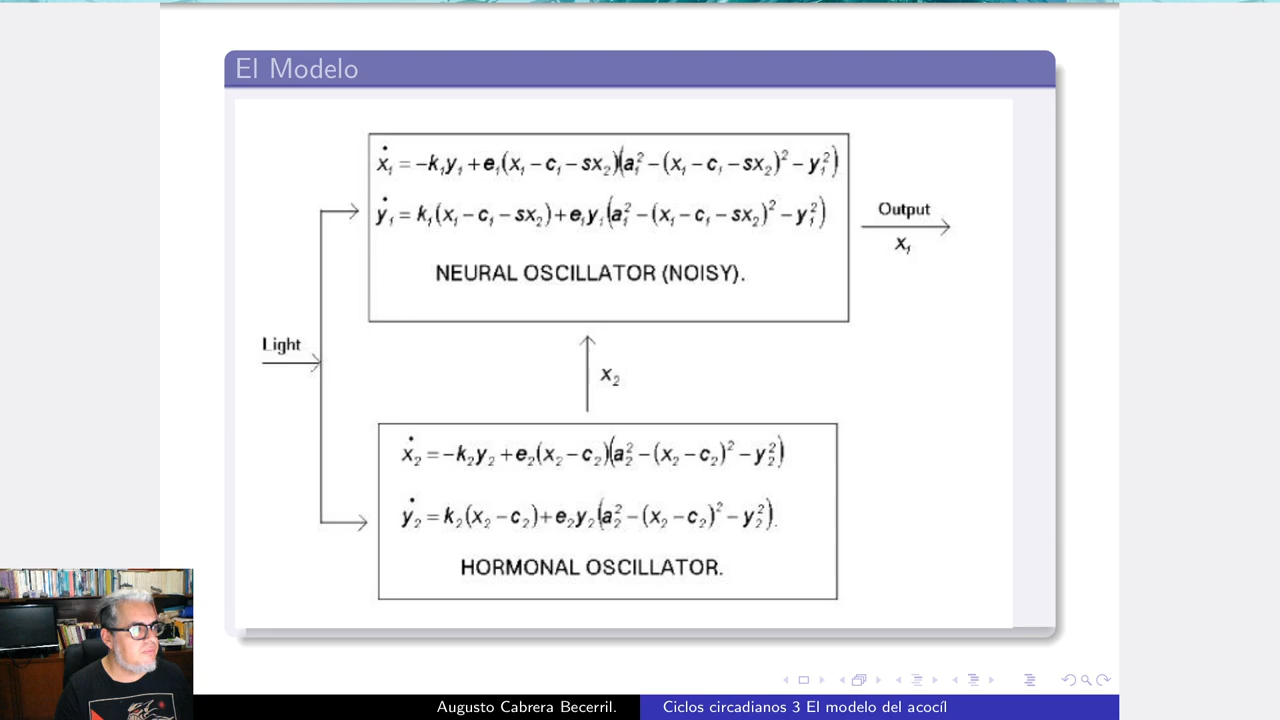 El Modelo
ẋ₁ = -k₁y₁ + e₁(x₁ - c₁ - sx₂)(a₁² - (x₁ - c₁ - sx₂)² - y₁²)
ẏ₁ = k₁(x₁ - c₁ - sx₂) + e₁y₁(a₁² - (x₁ - c₁ - sx₂)² - y₁²)
NEURAL OSCILLATOR (NOISY).
Output
x₁
Light
x₂
ẋ₂ = -k₂y₂ + e₂(x₂ - c₂)(a₂² - (x₂ - c₂)² - y₂²)
ẏ₂ = k₂(x₂ - c₂) + e₂y₂(a₂² - (x₂ - c₂)² - y₂²).
HORMONAL OSCILLATOR.
Augusto Cabrera Becerril.
Ciclos circadianos 3 El modelo del acocíl